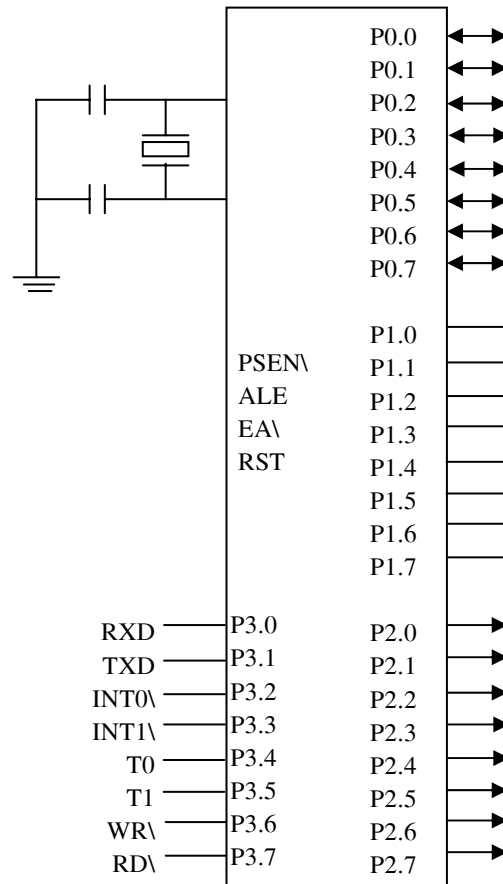 P0.0
P0.1
P0.2
P0.3
P0.4
P0.5
P0.6
P0.7
P1.0
PSEN\ P1.1
ALE P1.2
EA\ P1.3
RST P1.4
P1.5
P1.6
P1.7
RXD P3.0 P2.0
TXD P3.1 P2.1
INT0\ P3.2 P2.2
INT1\ P3.3 P2.3
T0 P3.4 P2.4
T1 P3.5 P2.5
WR\ P3.6 P2.6
RD\ P3.7 P2.7